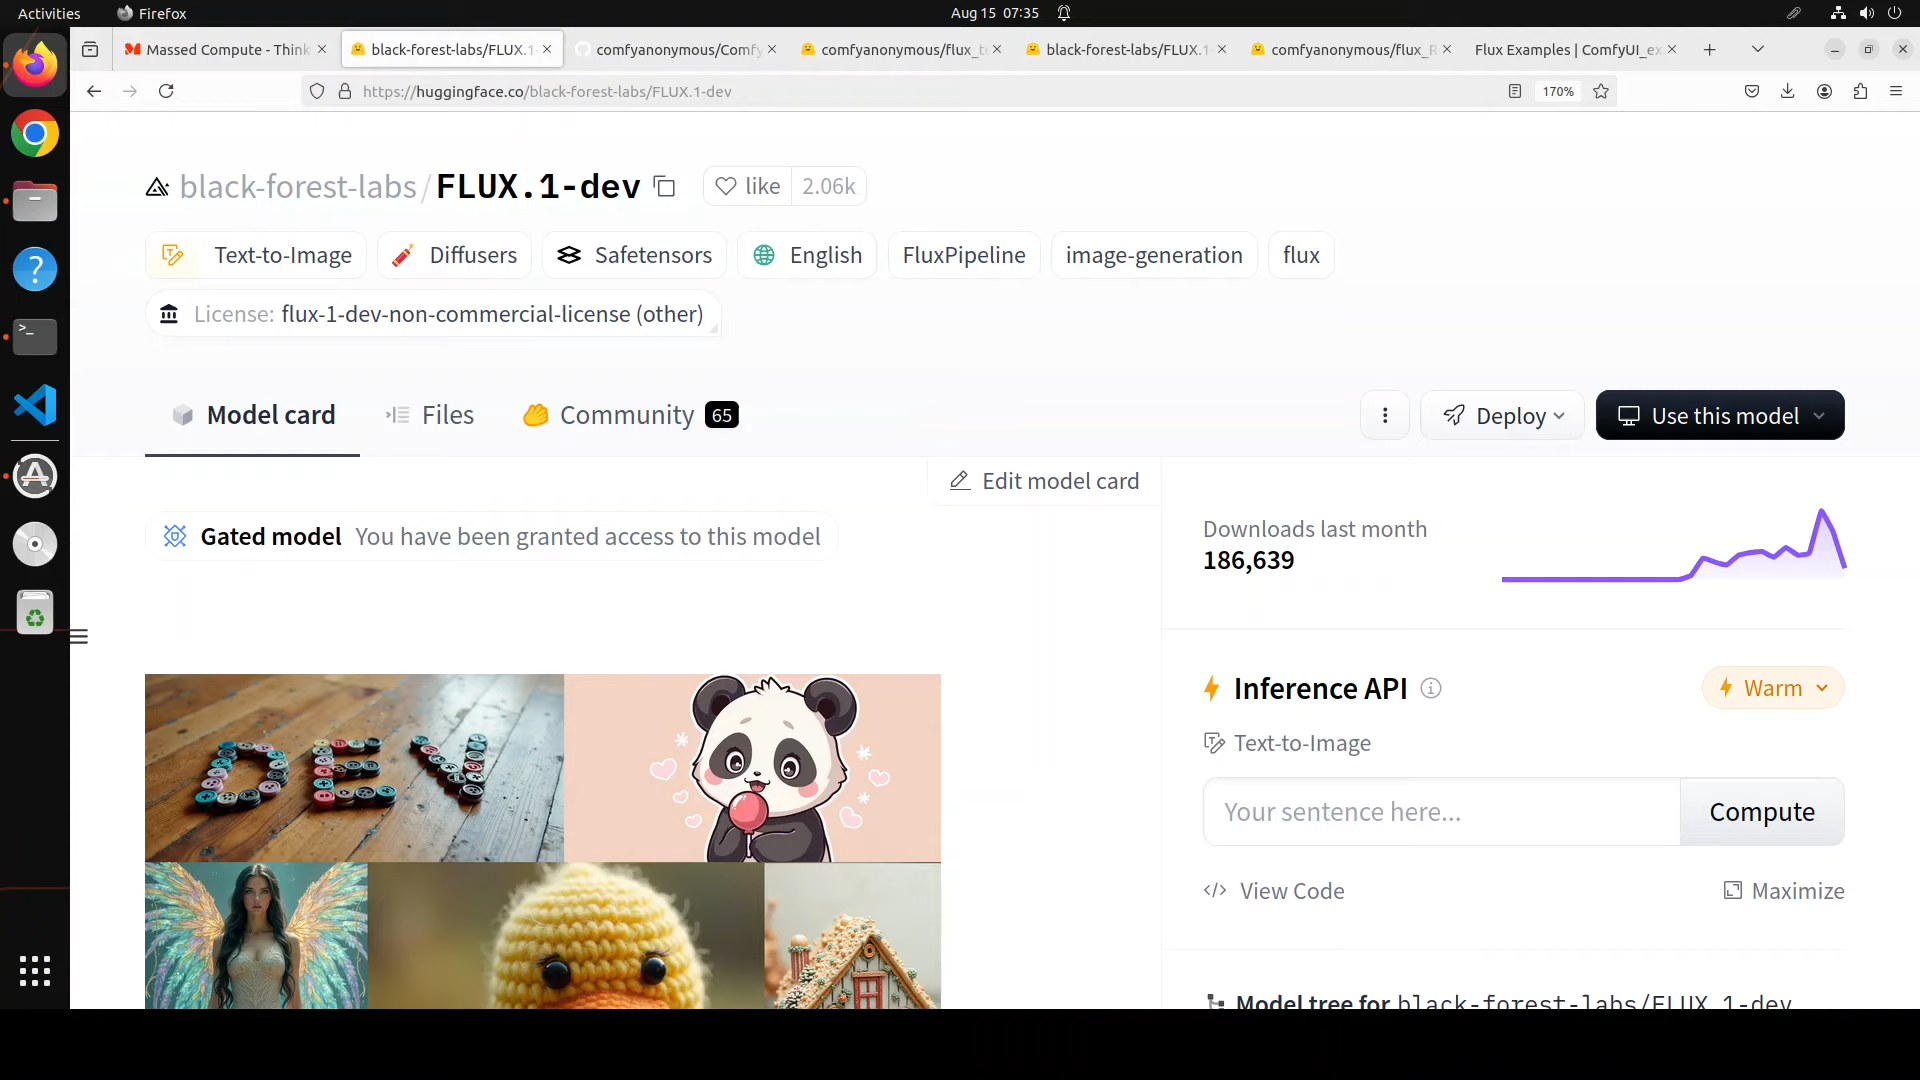 Activities
Firefox
Aug 15 07:35
Massed Compute - Think
black-forest-labs/FLUX.1-
comfyanonymous/Comfy
comfyanonymous/flux_te
black-forest-labs/FLUX.1-
comfyanonymous/flux_R
Flux Examples | ComfyUI_ex
https://huggingface.co/black-forest-labs/FLUX.1-dev
170%
black-forest-labs/FLUX.1-dev
like 2.06k
Text-to-Image
Diffusers
Safetensors
English
FluxPipeline
image-generation
flux
License: flux-1-dev-non-commercial-license (other)
Model card
Files
Community 65
Deploy
Use this model
Edit model card
Gated model You have been granted access to this model
Downloads last month
186,639
DEV
Inference API
Warm
Text-to-Image
Your sentence here...
Compute
View Code
Maximize
Model tree for black-forest-labs/FLUX.1-dev